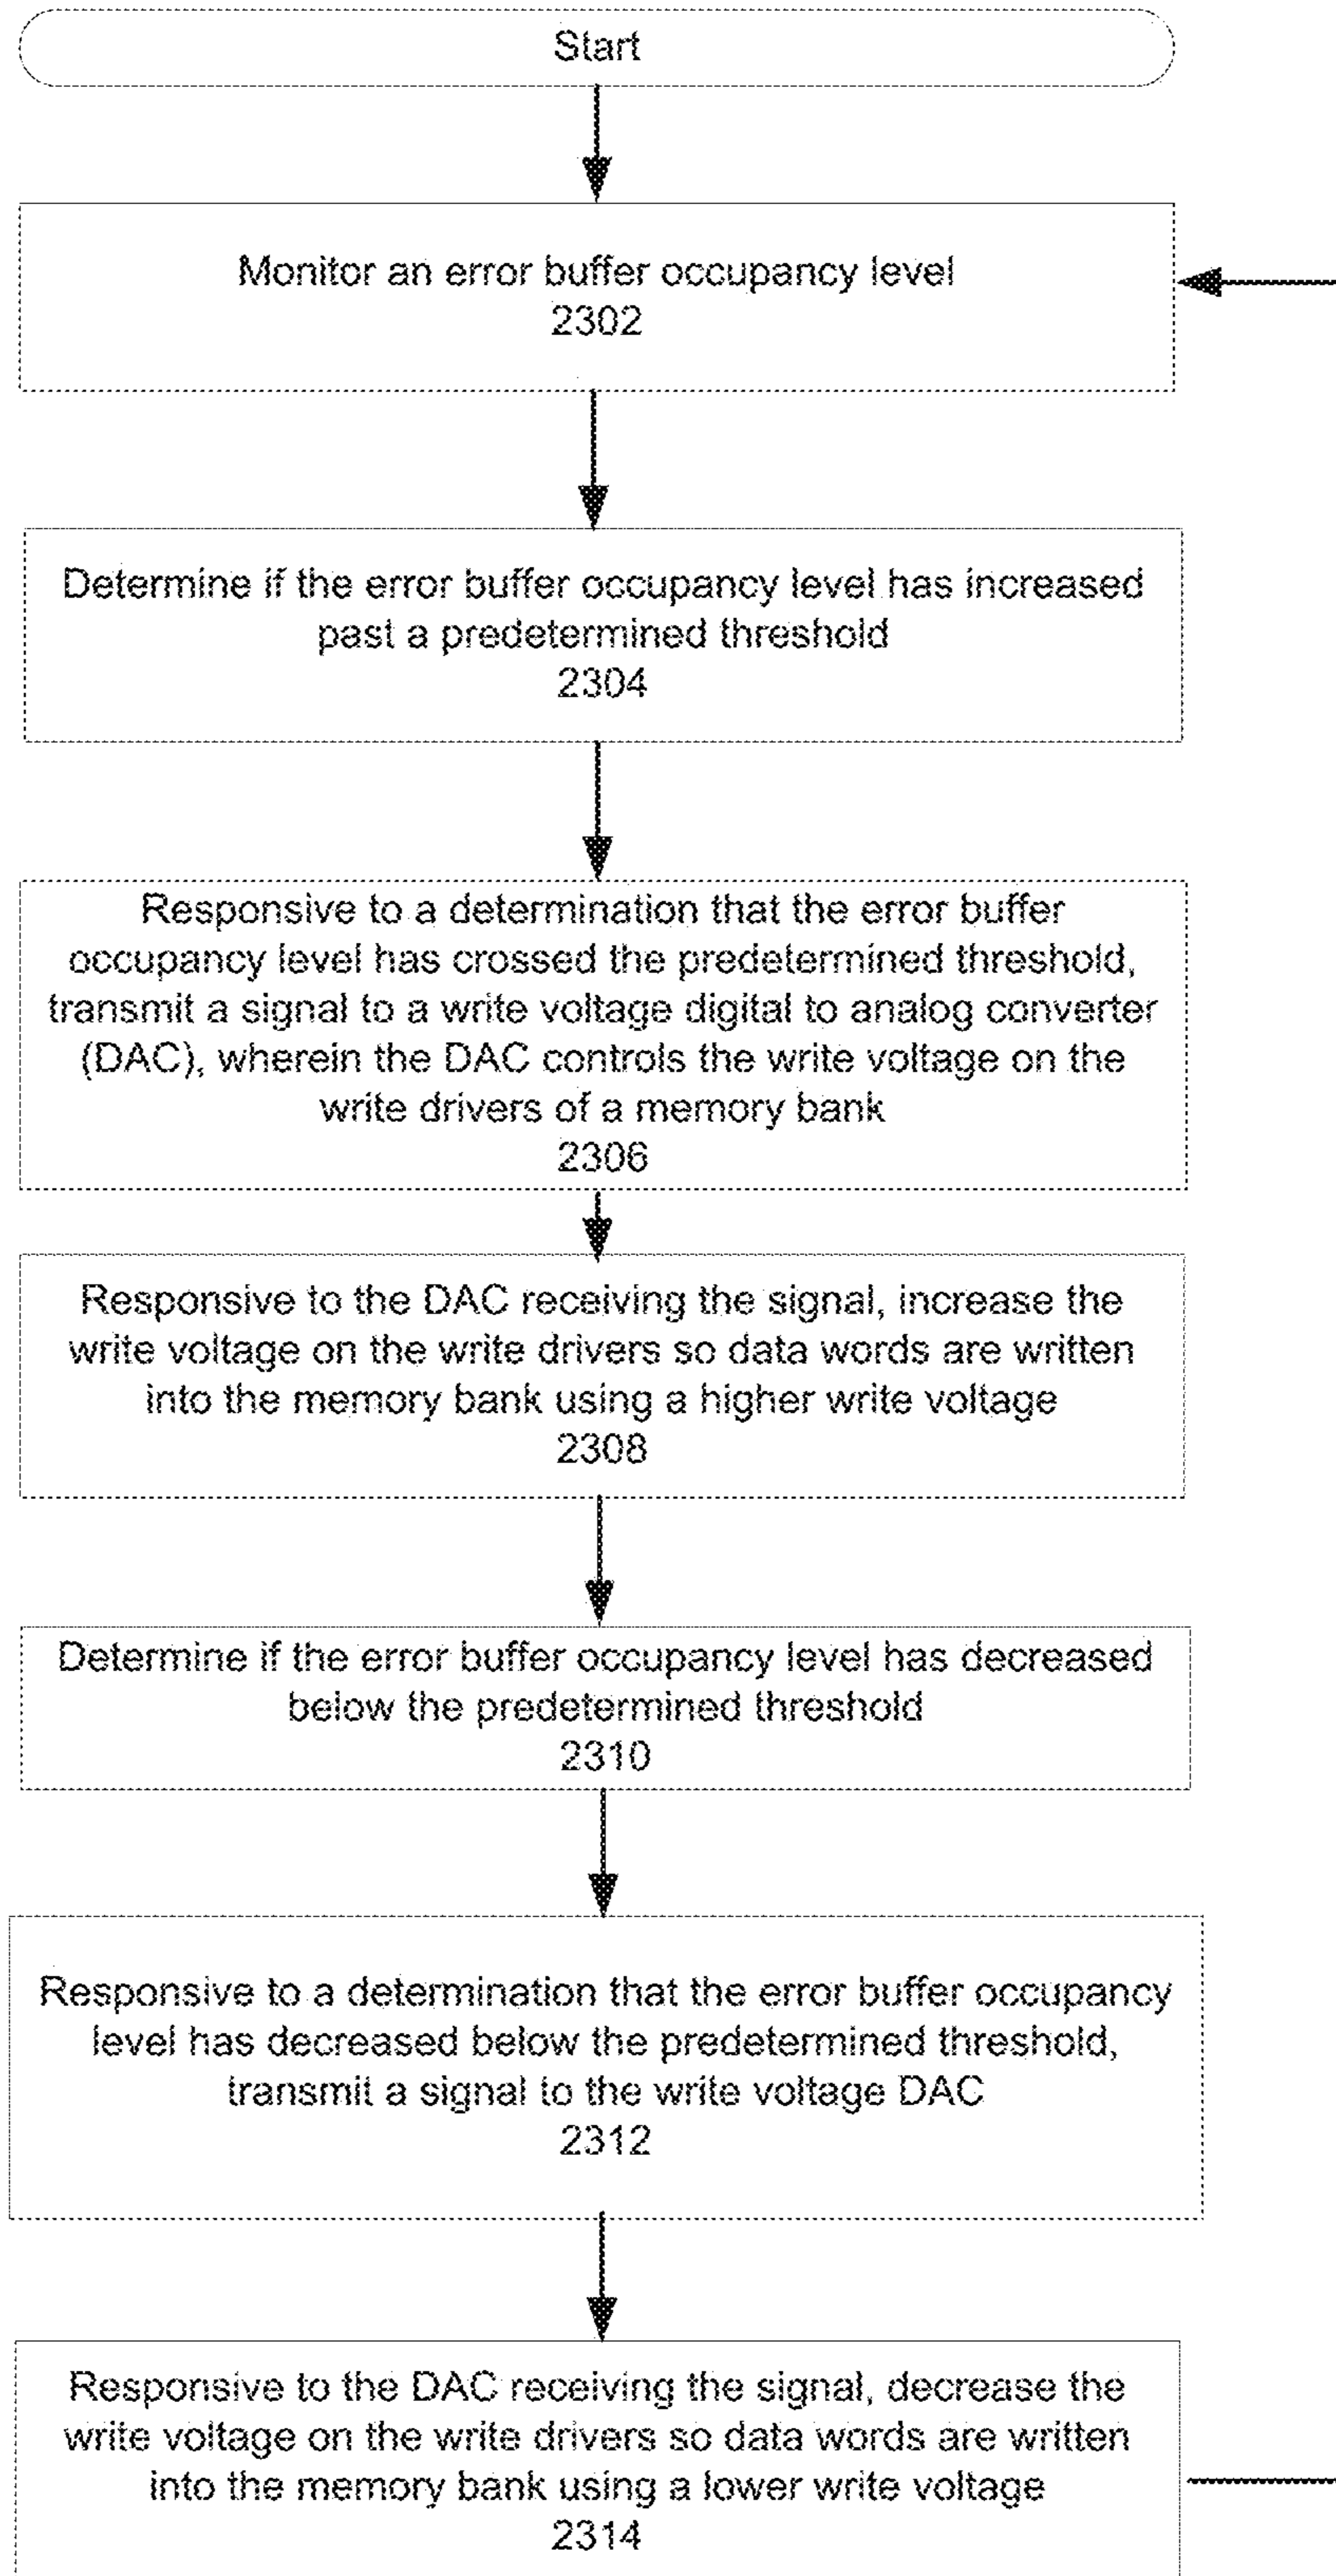 Start
Monitor an error buffer occupancy level
2302
Determine if the error buffer occupancy level has increased
past a predetermined threshold
2304
Responsive to a determination that the error buffer
occupancy level has crossed the predetermined threshold,
transmit a signal to a write voltage digital to analog converter
(DAC), wherein the DAC controls the write voltage on the
write drivers of a memory bank
2306
Responsive to the DAC receiving the signal, increase the
write voltage on the write drivers so data words are written
into the memory bank using a higher write voltage
2308
Determine if the error buffer occupancy level has decreased
below the predetermined threshold
2310
Responsive to a determination that the error buffer occupancy
level has decreased below the predetermined threshold,
transmit a signal to the write voltage DAC
2312
Responsive to the DAC receiving the signal, decrease the
write voltage on the write drivers so data words are written
into the memory bank using a lower write voltage
2314